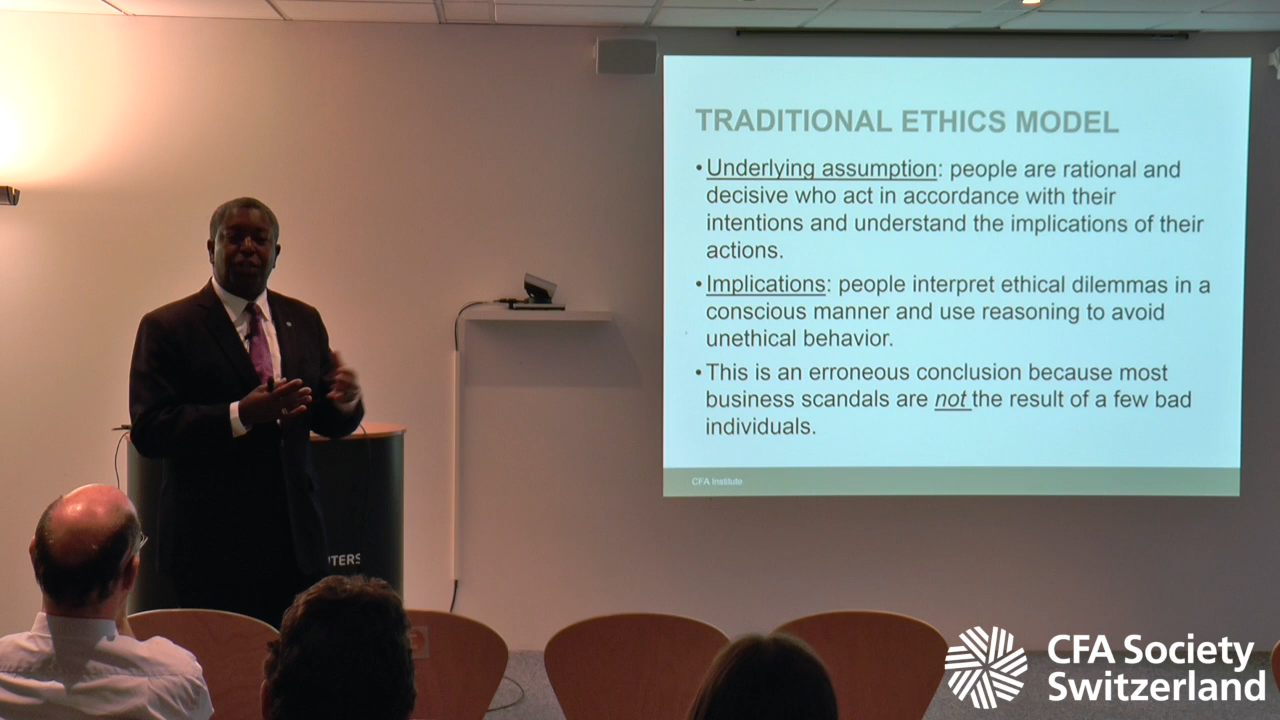 TRADITIONAL ETHICS MODEL
• Underlying assumption: people are rational and
decisive who act in accordance with their
intentions and understand the implications of their
actions.
• Implications: people interpret ethical dilemmas in a
conscious manner and use reasoning to avoid
unethical behavior.
• This is an erroneous conclusion because most
business scandals are not the result of a few bad
individuals.
CFA Institute
TERS
CFA Society
Switzerland